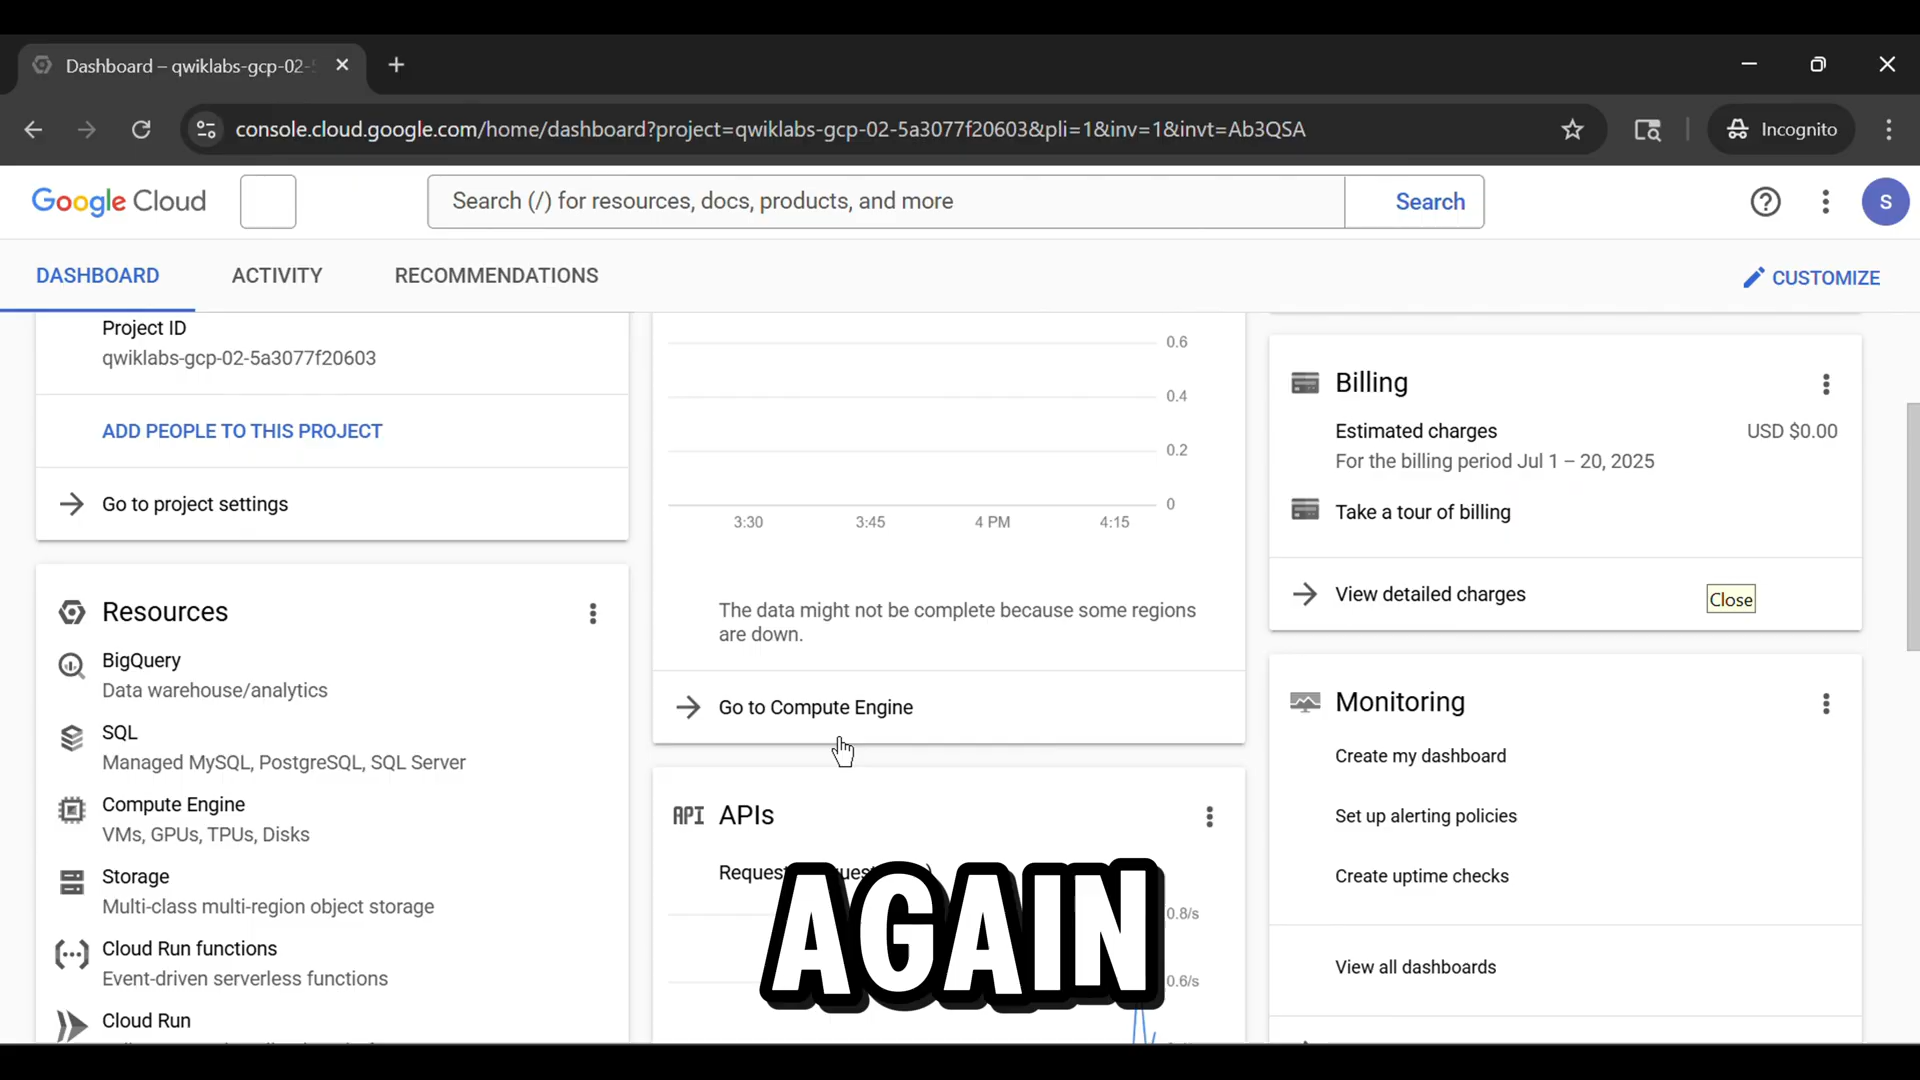 Dashboard – qwiklabs-gcp-02-
console.cloud.google.com/home/dashboard?project=qwiklabs-gcp-02-5a3077f20603&pli=1&inv=1&invt=Ab3QSA
Incognito
Google Cloud
Search (/) for resources, docs, products, and more
Search
S
DASHBOARD
ACTIVITY
RECOMMENDATIONS
CUSTOMIZE
Project ID
qwiklabs-gcp-02-5a3077f20603
ADD PEOPLE TO THIS PROJECT
Go to project settings
Resources
BigQuery
Data warehouse/analytics
SQL
Managed MySQL, PostgreSQL, SQL Server
Compute Engine
VMs, GPUs, TPUs, Disks
Storage
Multi-class multi-region object storage
Cloud Run functions
Event-driven serverless functions
Cloud Run
0.6
0.4
0.2
0
3:30 3:45 4 PM 4:15
The data might not be complete because some regions
are down.
Go to Compute Engine
API APIs
0.8/s
0.6/s
AGAIN
Billing
Estimated charges USD $0.00
For the billing period Jul 1 – 20, 2025
Take a tour of billing
View detailed charges
Close
Monitoring
Create my dashboard
Set up alerting policies
Create uptime checks
View all dashboards